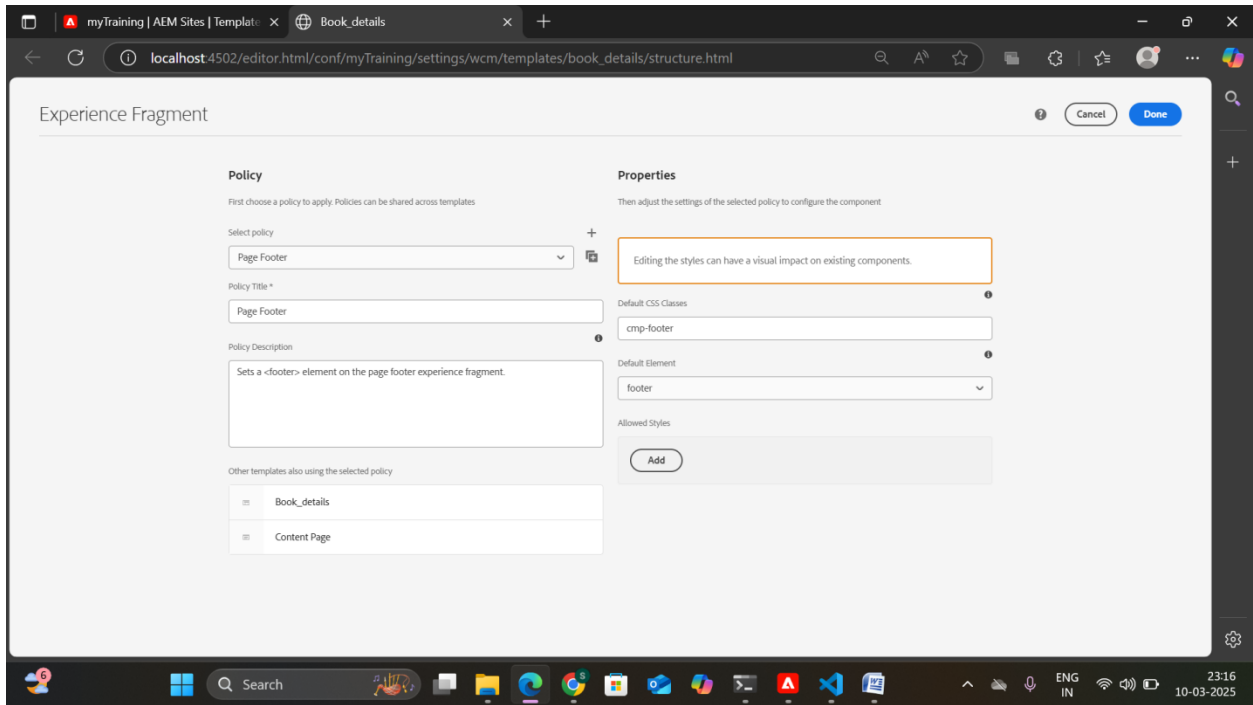 myTraining | AEM Sites | Template
Book_details
localhost:4502/editor.html/conf/myTraining/settings/wcm/templates/book_details/structure.html
Experience Fragment
Cancel
Done
Policy
First choose a policy to apply. Policies can be shared across templates
Select policy
Page Footer
Policy Title *
Page Footer
Policy Description
Sets a <footer> element on the page footer experience fragment.
Other templates also using the selected policy
Book_details
Content Page
Properties
Then adjust the settings of the selected policy to configure the component
Editing the styles can have a visual impact on existing components.
Default CSS Classes
cmp-footer
Default Element
footer
Allowed Styles
Add
6
Search
S
ENG
IN
23:16
10-03-2025